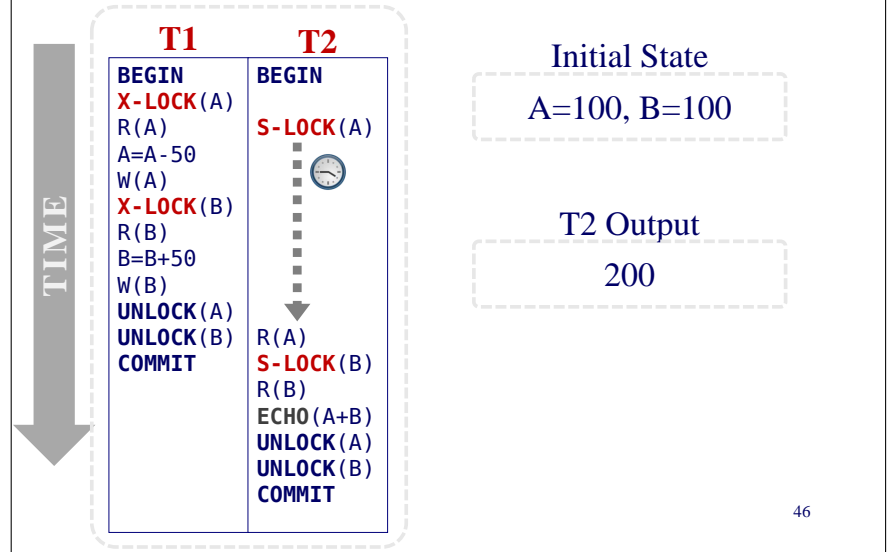 TIME
T1
T2
BEGIN
X-LOCK(A)
R(A)
A=A-50
W(A)
X-LOCK(B)
R(B)
B=B+50
W(B)
UNLOCK(A)
UNLOCK(B)
COMMIT
BEGIN
S-LOCK(A)
R(A)
S-LOCK(B)
R(B)
ECHO(A+B)
UNLOCK(A)
UNLOCK(B)
COMMIT
Initial State
A=100, B=100
T2 Output
200
46